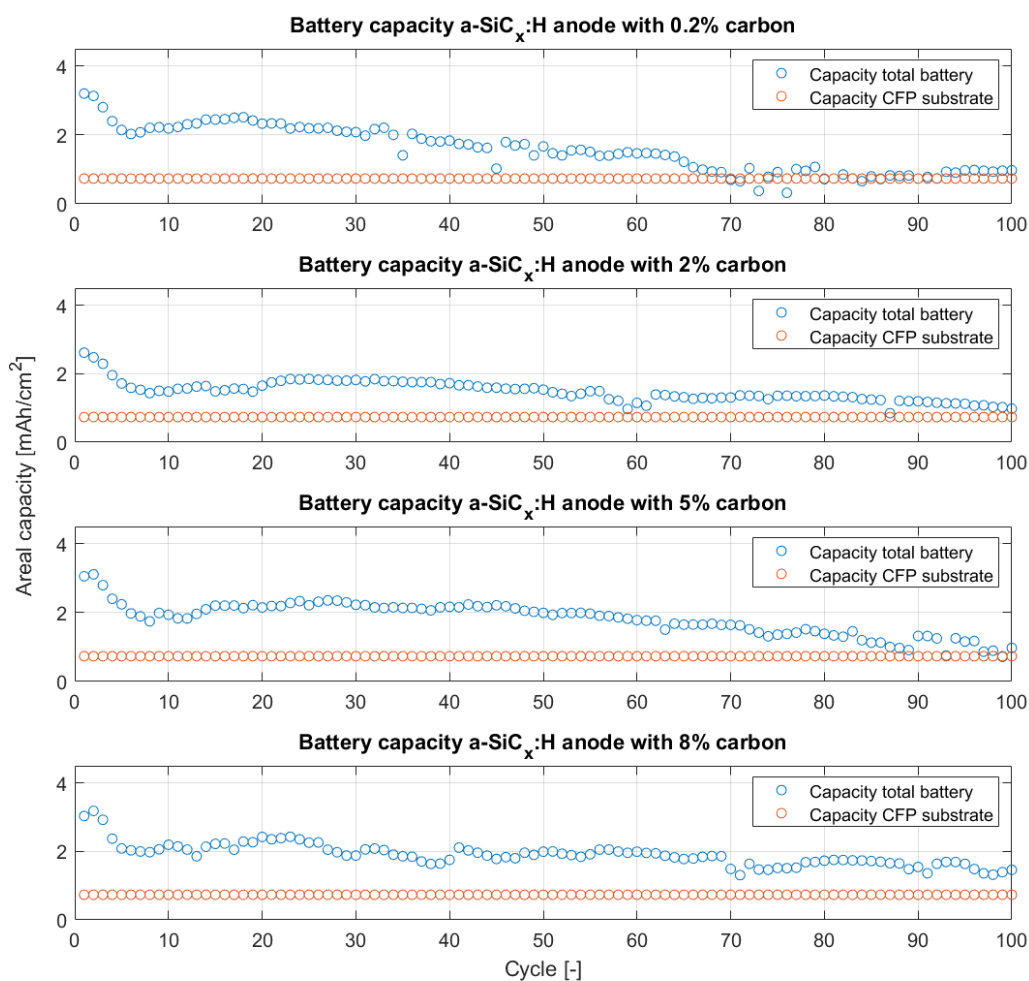 Battery capacity a-SiCx:H anode with 0.2% carbon
4
2
0
Capacity total battery
Capacity CFP substrate
0 10 20 30 40 50 60 70 80 90 100
Battery capacity a-SiCx:H anode with 2% carbon
4
2
0
Capacity total battery
Capacity CFP substrate
0 10 20 30 40 50 60 70 80 90 100
Areal capacity [mAh/cm2]
Battery capacity a-SiCx:H anode with 5% carbon
4
2
0
Capacity total battery
Capacity CFP substrate
0 10 20 30 40 50 60 70 80 90 100
Battery capacity a-SiCx:H anode with 8% carbon
4
2
0
Capacity total battery
Capacity CFP substrate
0 10 20 30 40 50 60 70 80 90 100
Cycle [-]